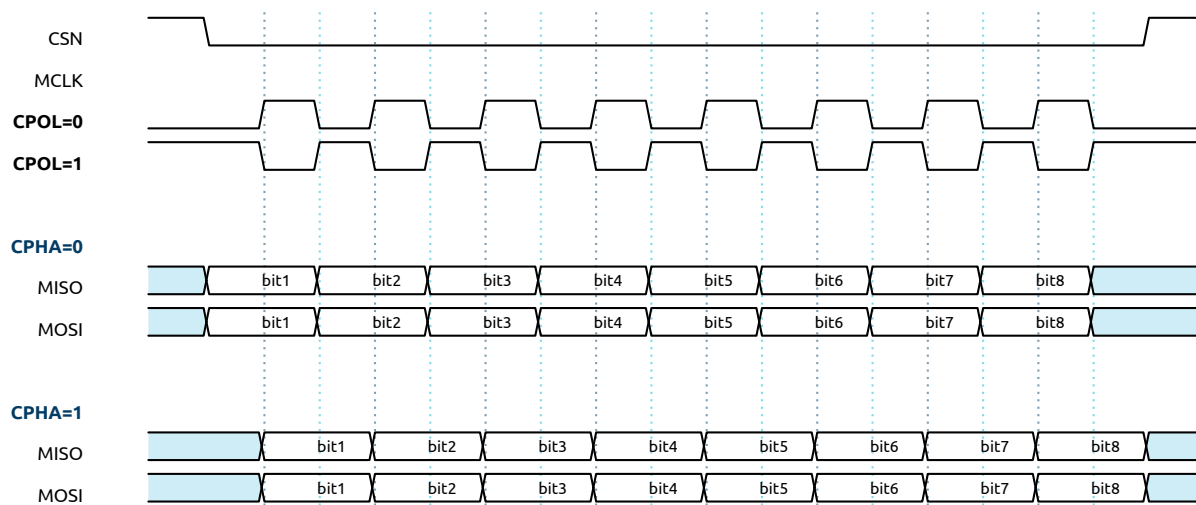 CSN
MCLK
CPOL=0
CPOL=1
CPHA=0
MISO bit1 bit2 bit3 bit4 bit5 bit6 bit7 bit8
MOSI bit1 bit2 bit3 bit4 bit5 bit6 bit7 bit8
CPHA=1
MISO bit1 bit2 bit3 bit4 bit5 bit6 bit7 bit8
MOSI bit1 bit2 bit3 bit4 bit5 bit6 bit7 bit8